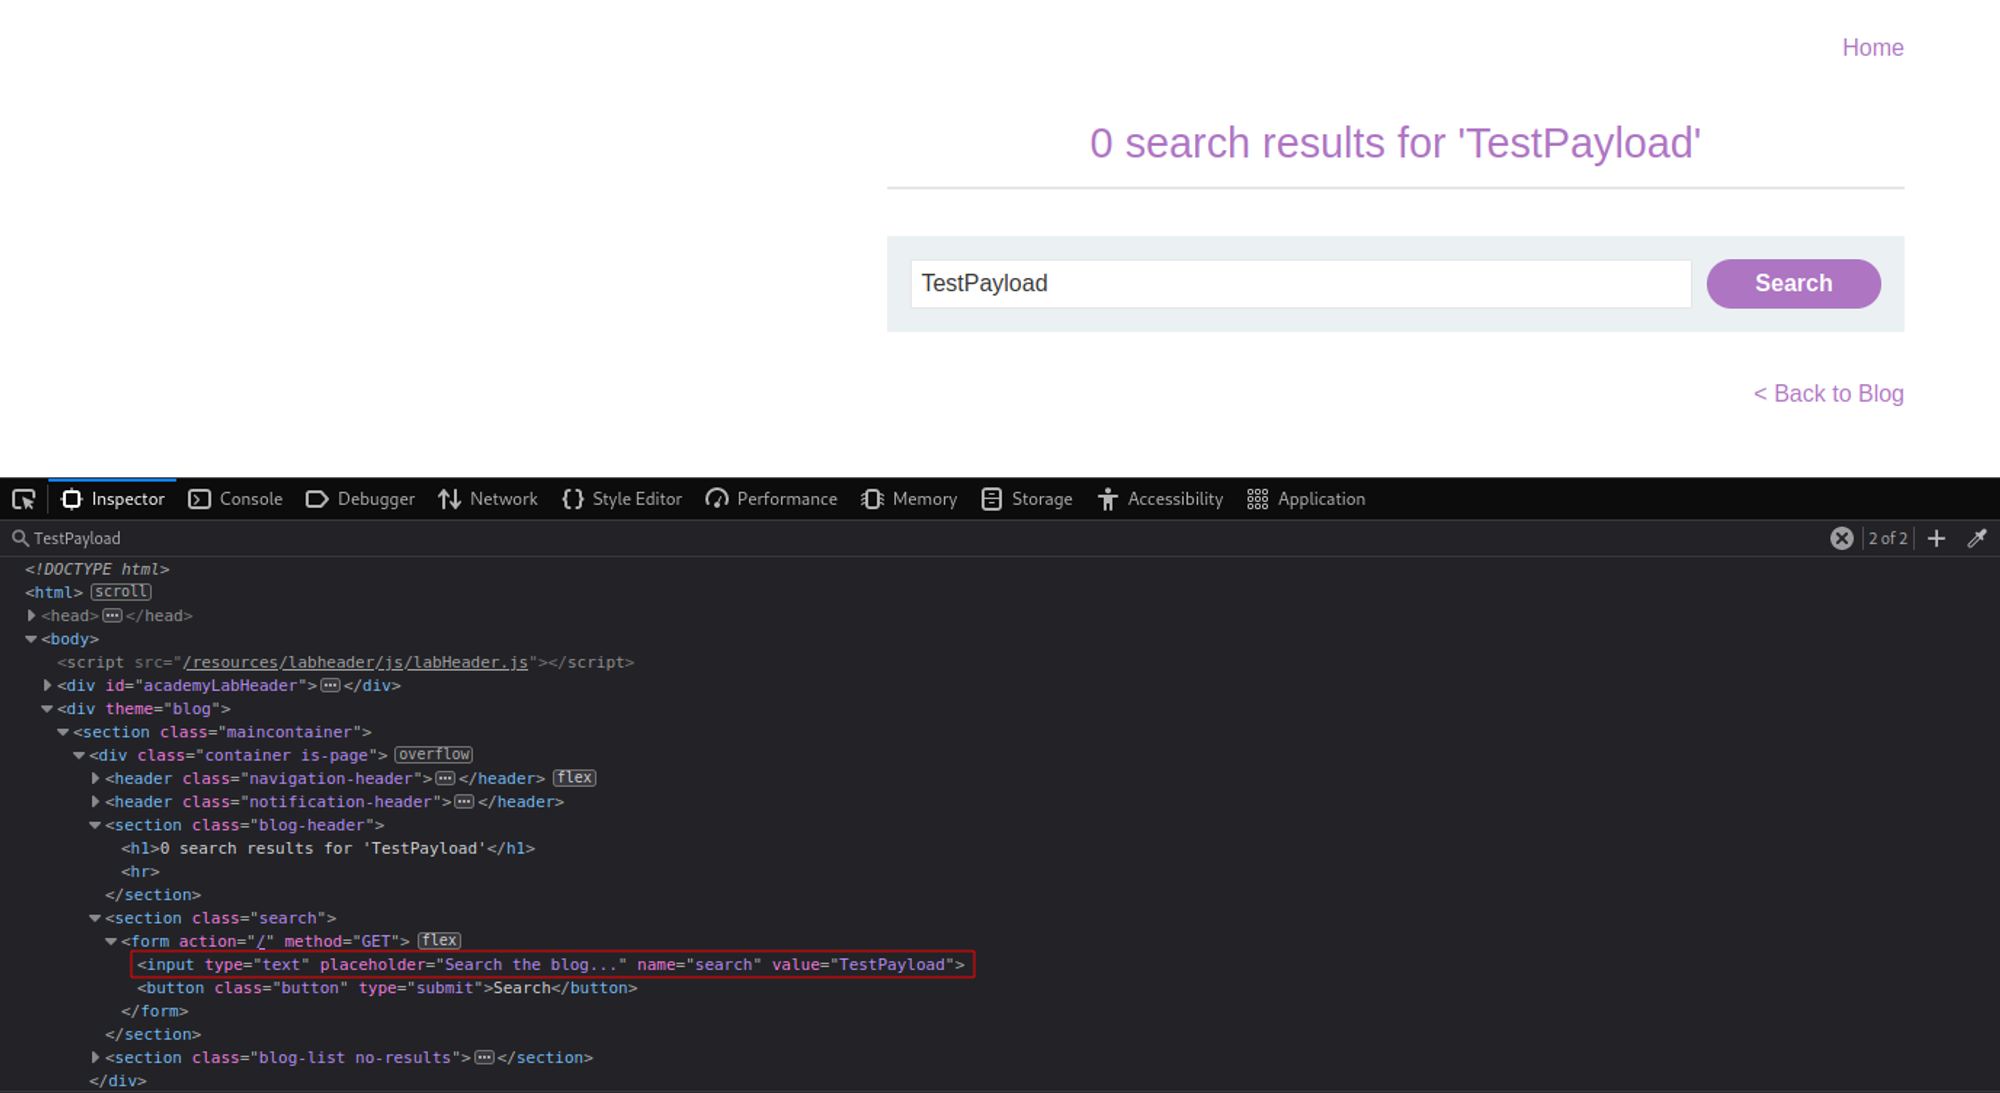 Home
0 search results for 'TestPayload'
TestPayload
Search
< Back to Blog
Inspector Console Debugger Network Style Editor Performance Memory Storage Accessibility Application
TestPayload 2 of 2
<!DOCTYPE html>
<html> scroll
<head> ••• </head>
<body>
<script src="/resources/labheader/js/labHeader.js"></script>
<div id="academyLabHeader"> ••• </div>
<div theme="blog">
<section class="maincontainer">
<div class="container is-page"> overflow
<header class="navigation-header"> ••• </header> flex
<header class="notification-header"> ••• </header>
<section class="blog-header">
<h1>0 search results for 'TestPayload'</h1>
<hr>
</section>
<section class="search">
<form action="/" method="GET"> flex
<input type="text" placeholder="Search the blog..." name="search" value="TestPayload">
<button class="button" type="submit">Search</button>
</form>
</section>
<section class="blog-list no-results"> ••• </section>
</div>